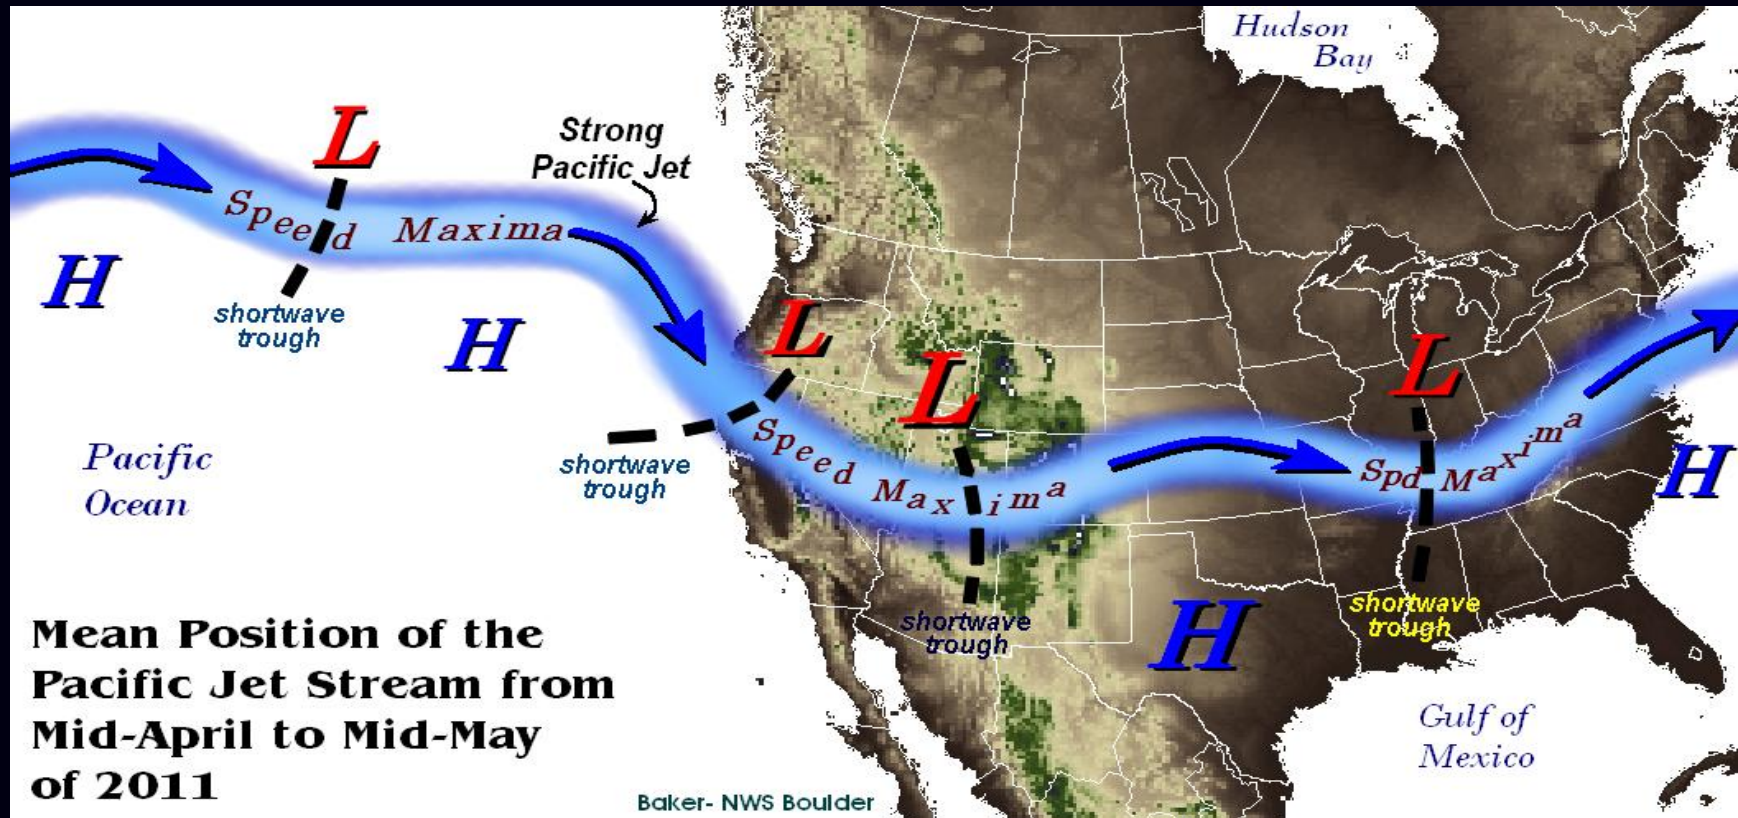 Hudson
Bay
L
Strong
Pacific Jet
Speed Maxima
H
shortwave
trough
H
L
L
L
Speed Maxima
Spd Maxima
H
Pacific
Ocean
shortwave
trough
shortwave
trough
H
shortwave
trough
Mean Position of the
Pacific Jet Stream from
Mid-April to Mid-May
of 2011
Gulf of
Mexico
Baker- NWS Boulder